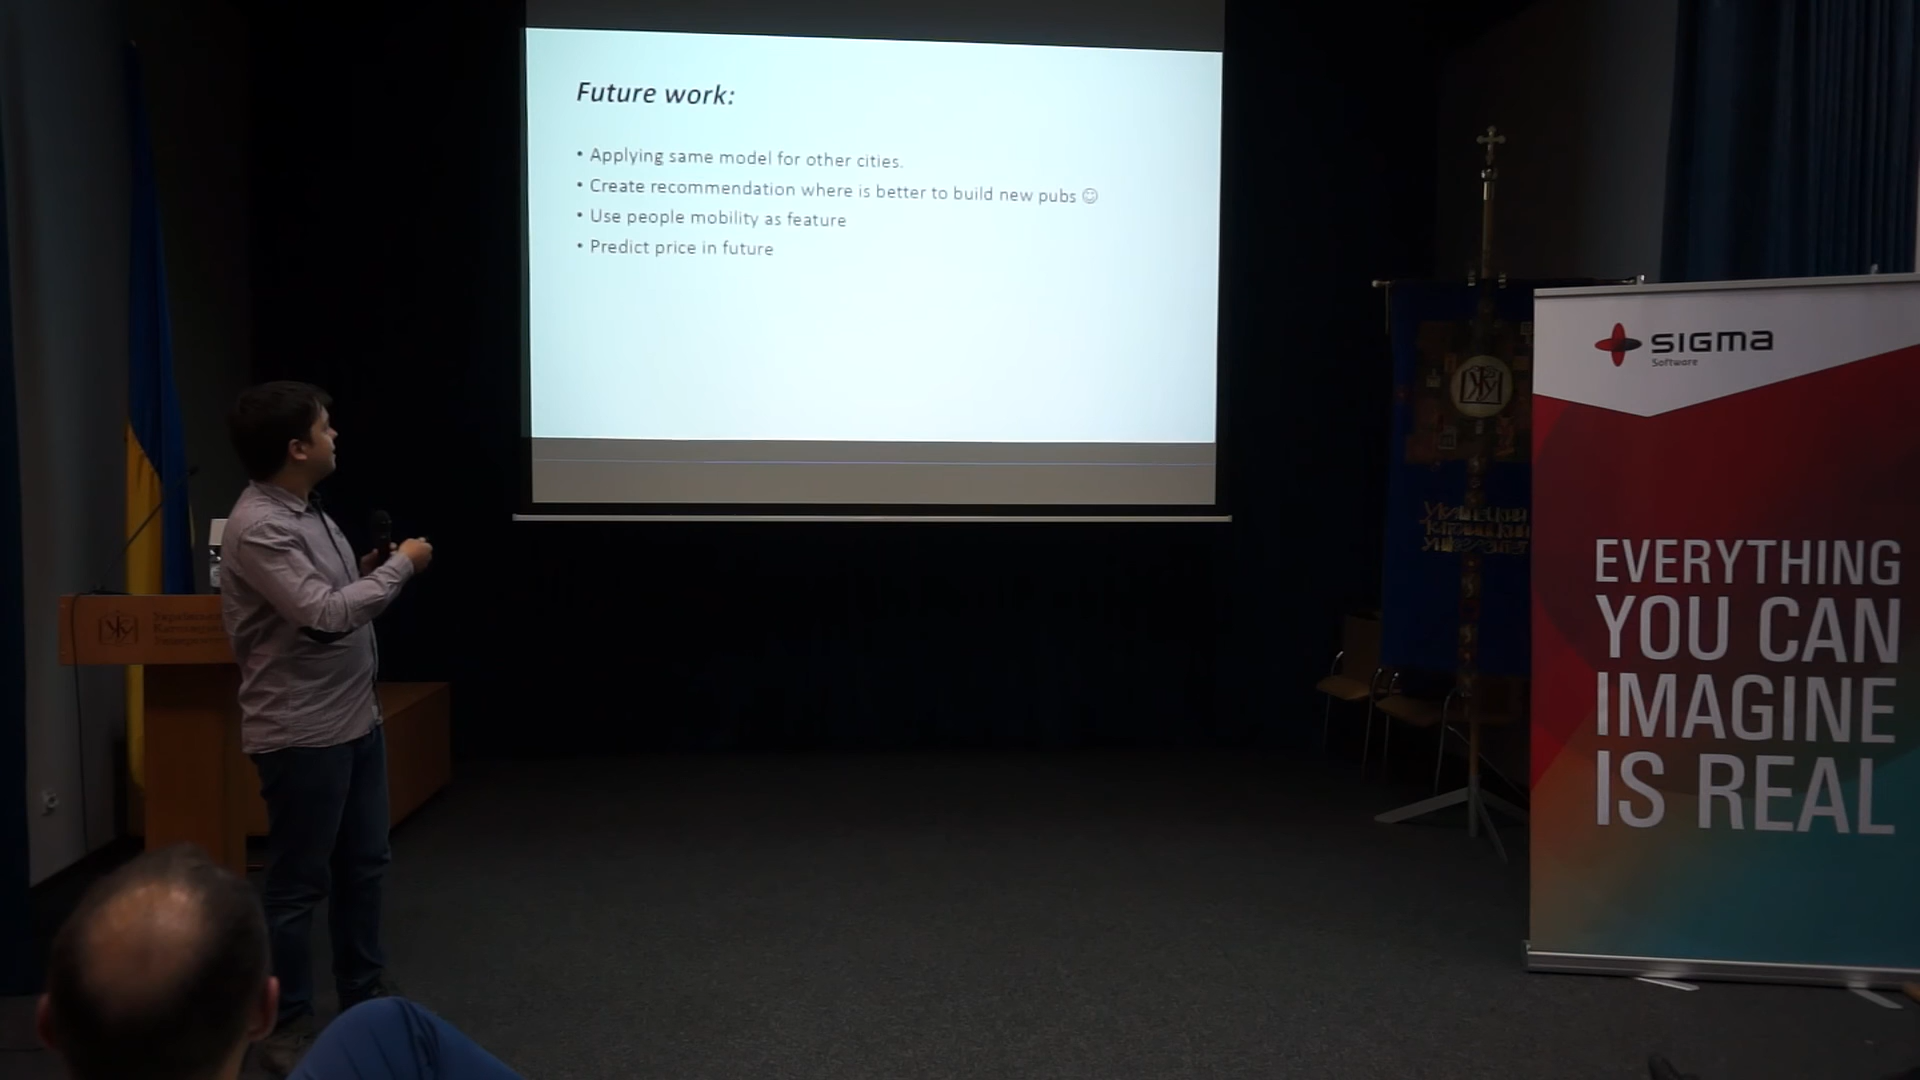 Future work:
• Applying same model for other cities.
• Create recommendation where is better to build new pubs ☺
• Use people mobility as feature
• Predict price in future
SIGMA
Software
EVERYTHING
YOU CAN
IMAGINE
IS REAL